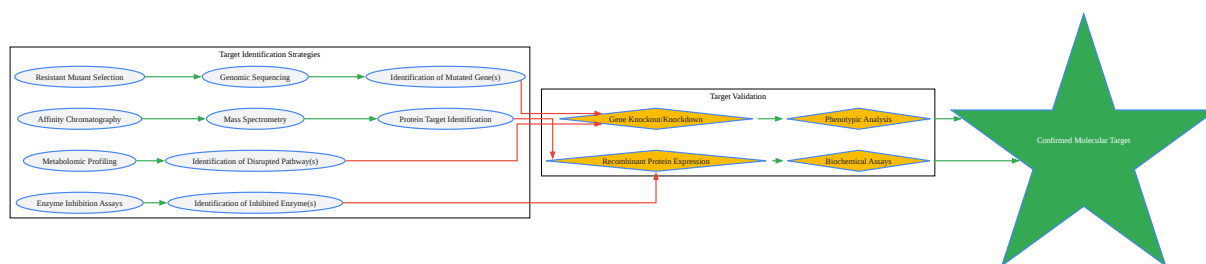 Target Identification Strategies
Resistant Mutant Selection
Genomic Sequencing
Identification of Mutated Gene(s)
Affinity Chromatography
Mass Spectrometry
Protein Target Identification
Metabolomic Profiling
Identification of Disrupted Pathway(s)
Enzyme Inhibition Assays
Identification of Inhibited Enzyme(s)
Target Validation
Gene Knockout/Knockdown
Phenotypic Analysis
Recombinant Protein Expression
Biochemical Assays
Confirmed Molecular Target